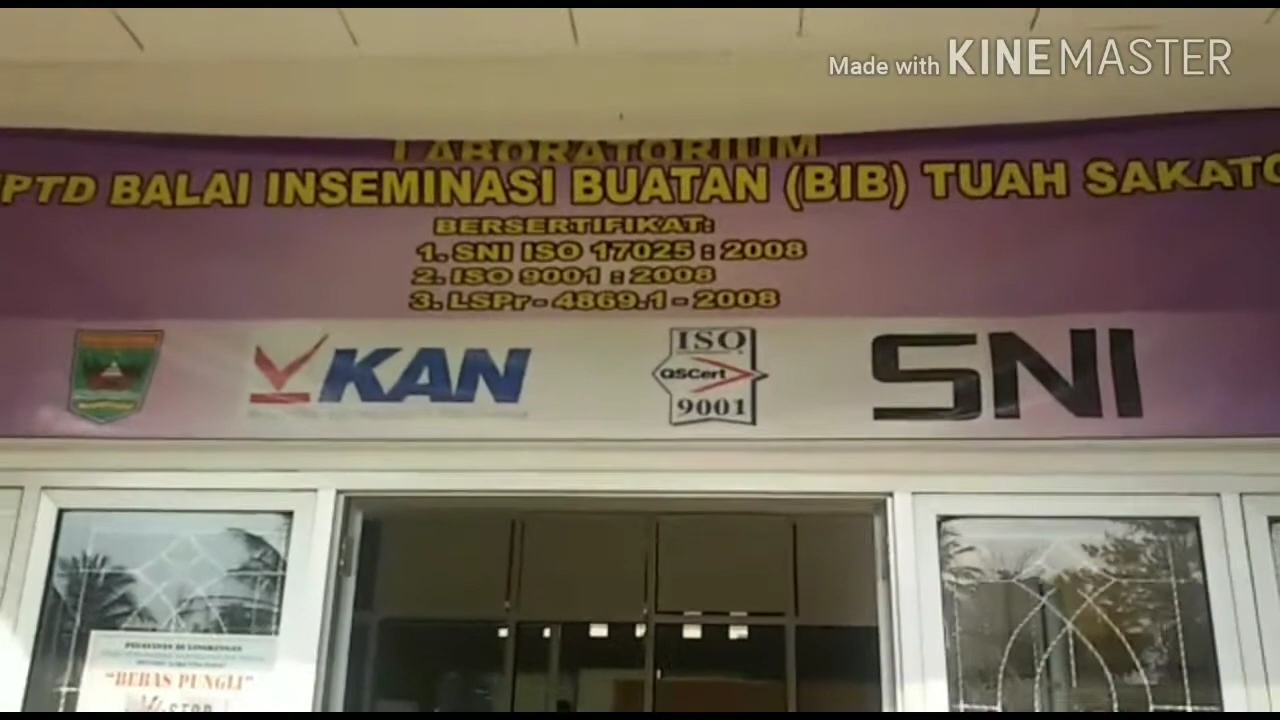 Made with KINEMASTER
LABORATORIUM
UPTD BALAI INSEMINASI BUATAN (BIB) TUAH SAKATO
BERSERTIFIKAT:
1. SNI ISO 17025 : 2008
2. ISO 9001 : 2008
3. LSPr - 4869.1 - 2008
KAN
ISO
QSCert
9001
SNI
"BEBAS PUNGLI"